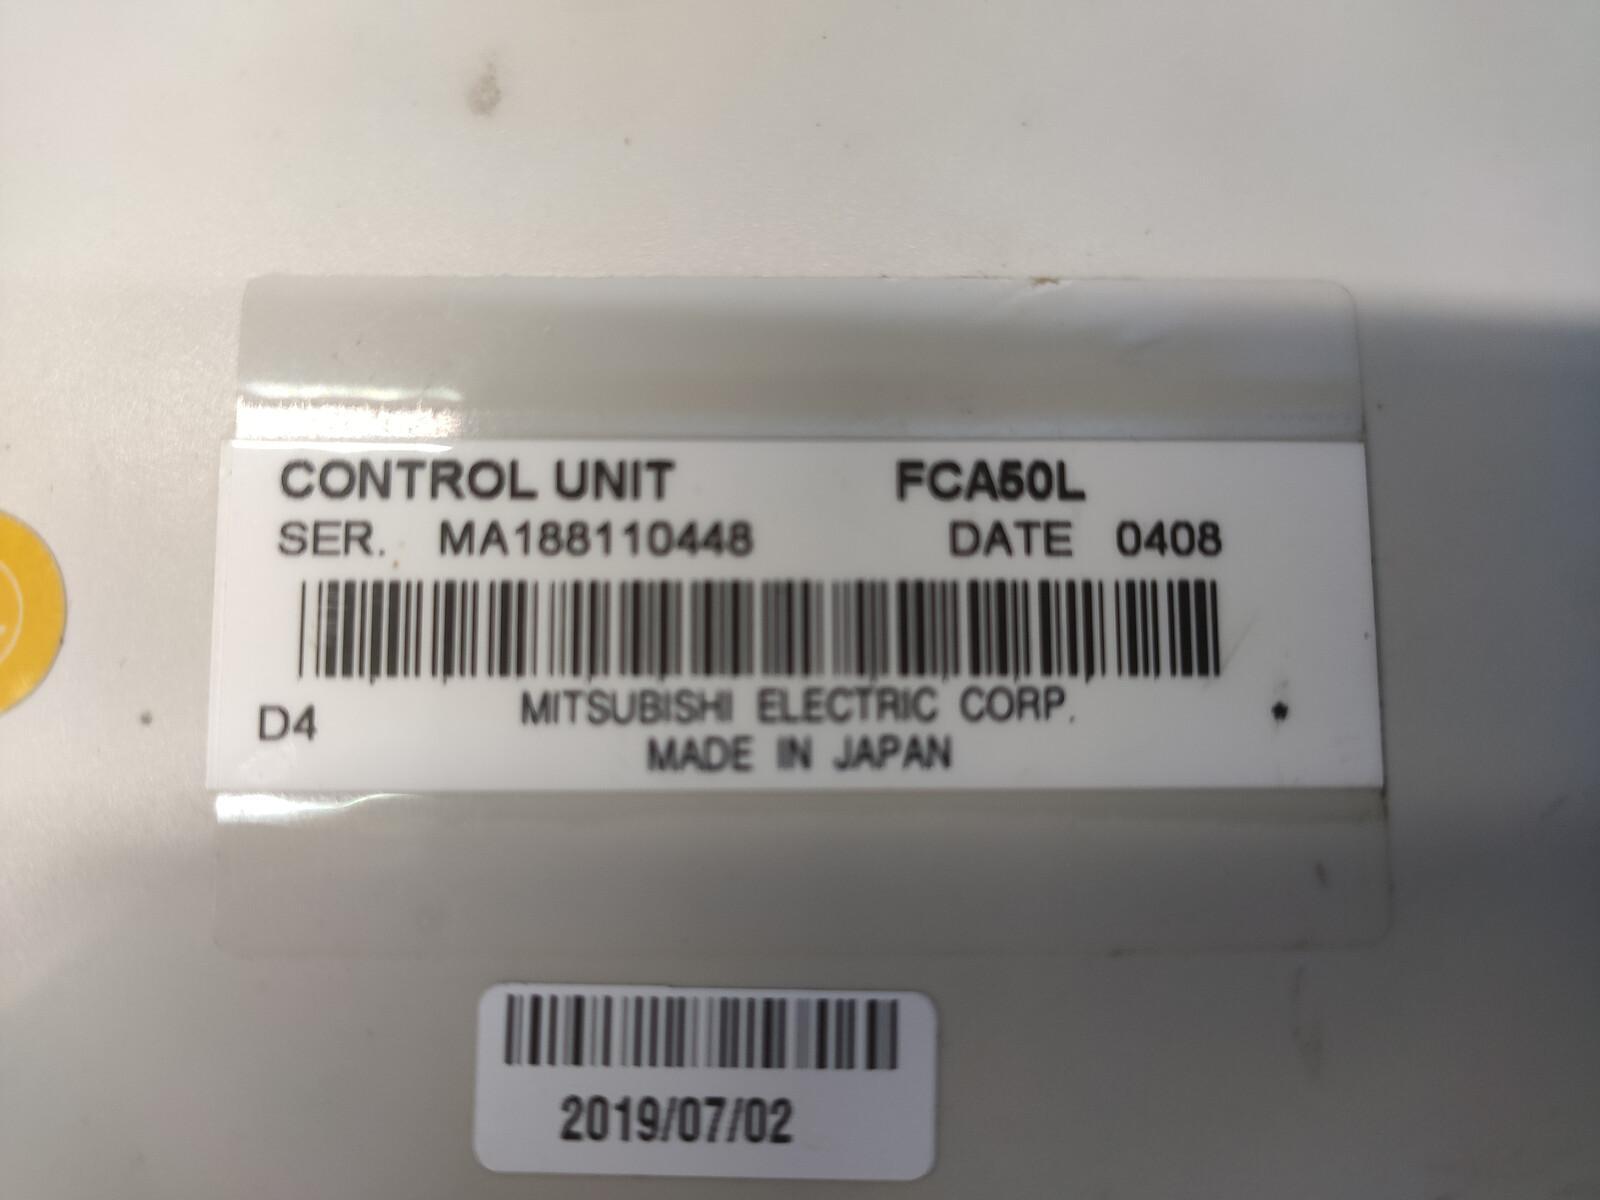 CONTROL UNIT FCA50L
SER. MA188110448 DATE 0408
D4 MITSUBISHI ELECTRIC CORP. *
MADE IN JAPAN
2019/07/02